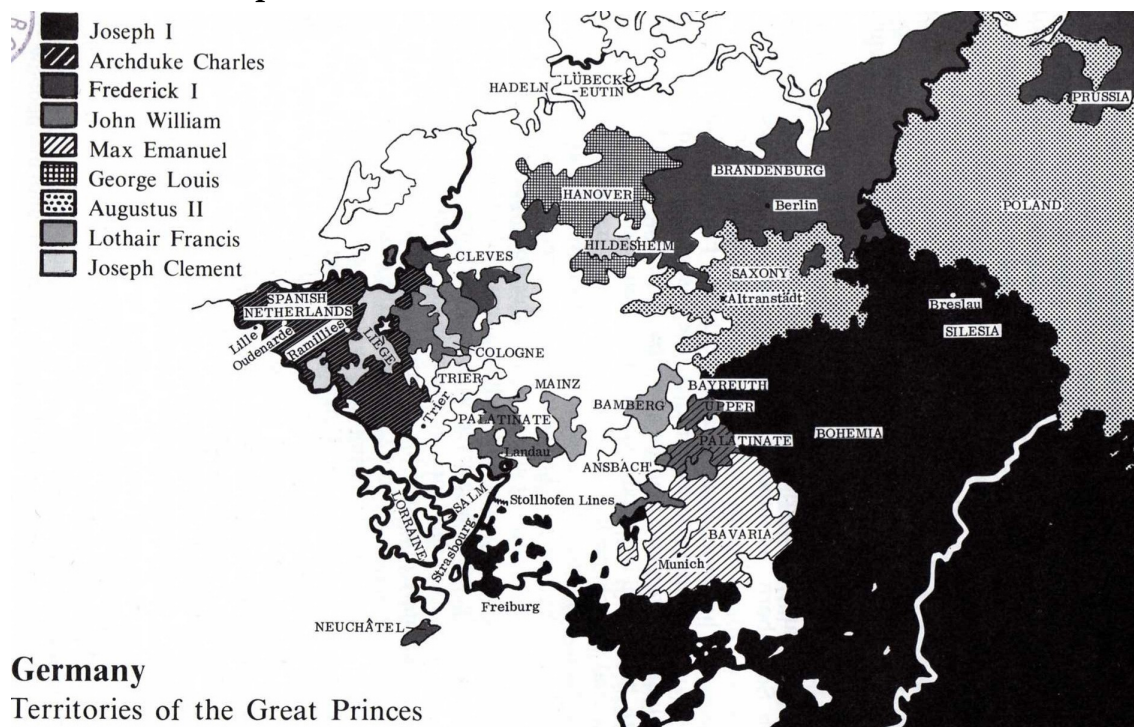 Joseph I
Archduke Charles
Frederick I
John William
Max Emanuel
George Louis
Augustus II
Lothair Francis
Joseph Clement
HADELN
LÜBECK-
-EUTIN
PRUSSIA
BRANDENBURG
Berlin
HANOVER
POLAND
HILDESHEIM
CLEVES
SAXONY
Altranstädt
SPANISH
NETHERLANDS
Breslau
SILESIA
Lille
Oudenarde
Ramillies
LIÈGE
COLOGNE
TRIER
Trier
MAINZ
PALATINATE
BAMBERG
BAYREUTH
UPPER
PALATINATE
BOHEMIA
Landau
ANSBACH
SALM
Stollhofen Lines
LORRAINE
Strasbourg
BAVARIA
Munich
Freiburg
NEUCHÂTEL
Germany
Territories of the Great Princes